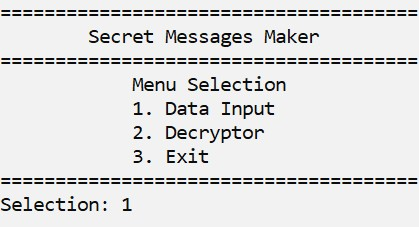 ======================================
Secret Messages Maker
======================================
Menu Selection
1. Data Input
2. Decryptor
3. Exit
======================================
Selection: 1